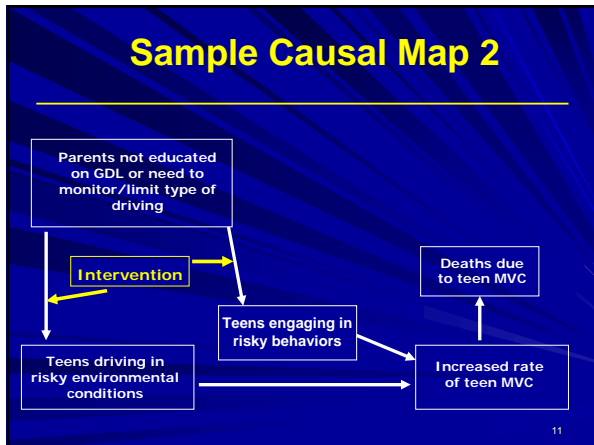 Sample Causal Map 2
Parents not educated
on GDL or need to
monitor/limit type of
driving
Intervention
Deaths due
to teen MVC
Teens engaging in
risky behaviors
Teens driving in
risky environmental
conditions
Increased rate
of teen MVC
11